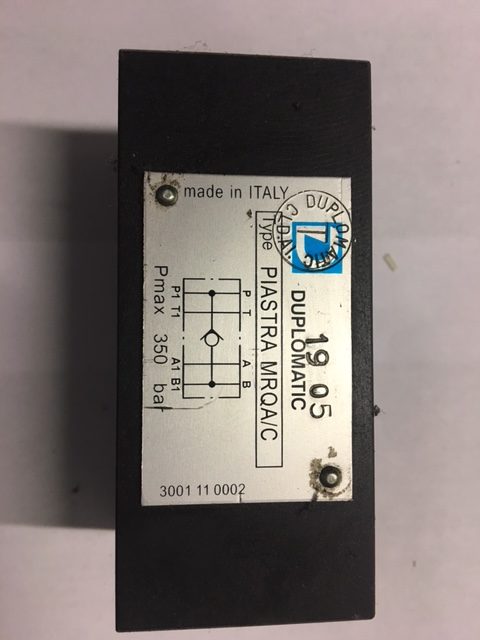 made in ITALY
DUPLOMATIC
DUPLOMATIC
19 05
Type PIASTRA MRQA/C
P T A B
P1 T1 A1 B1
Pmax 350 bar
3001 11 0002